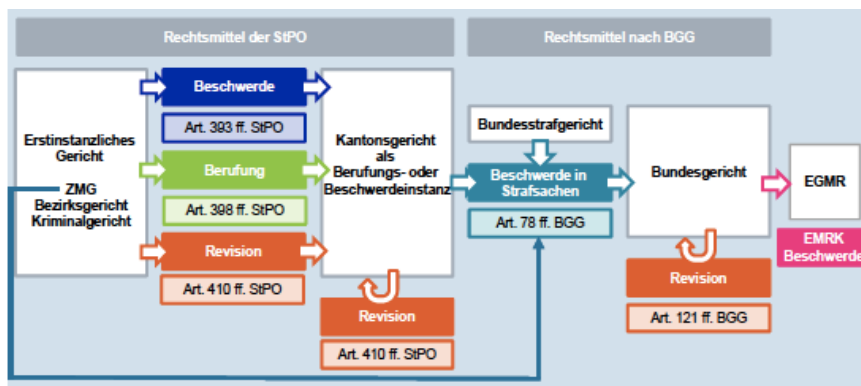 Rechtsmittel der StPO
Rechtsmittel nach BGG
Erstinstanzliches
Gericht
ZMG
Bezirksgericht
Kriminalgericht
Beschwerde
Art. 393 ff. StPO
Berufung
Art. 398 ff. StPO
Revision
Art. 410 ff. StPO
Kantonsgericht
als
Berufungs- oder
Beschwerdeinstanz
Revision
Art. 410 ff. StPO
Bundesstrafgericht
Beschwerde in
Strafsachen
Art. 78 ff. BGG
Bundesgericht
Revision
Art. 121 ff. BGG
EGMR
EMRK
Beschwerde